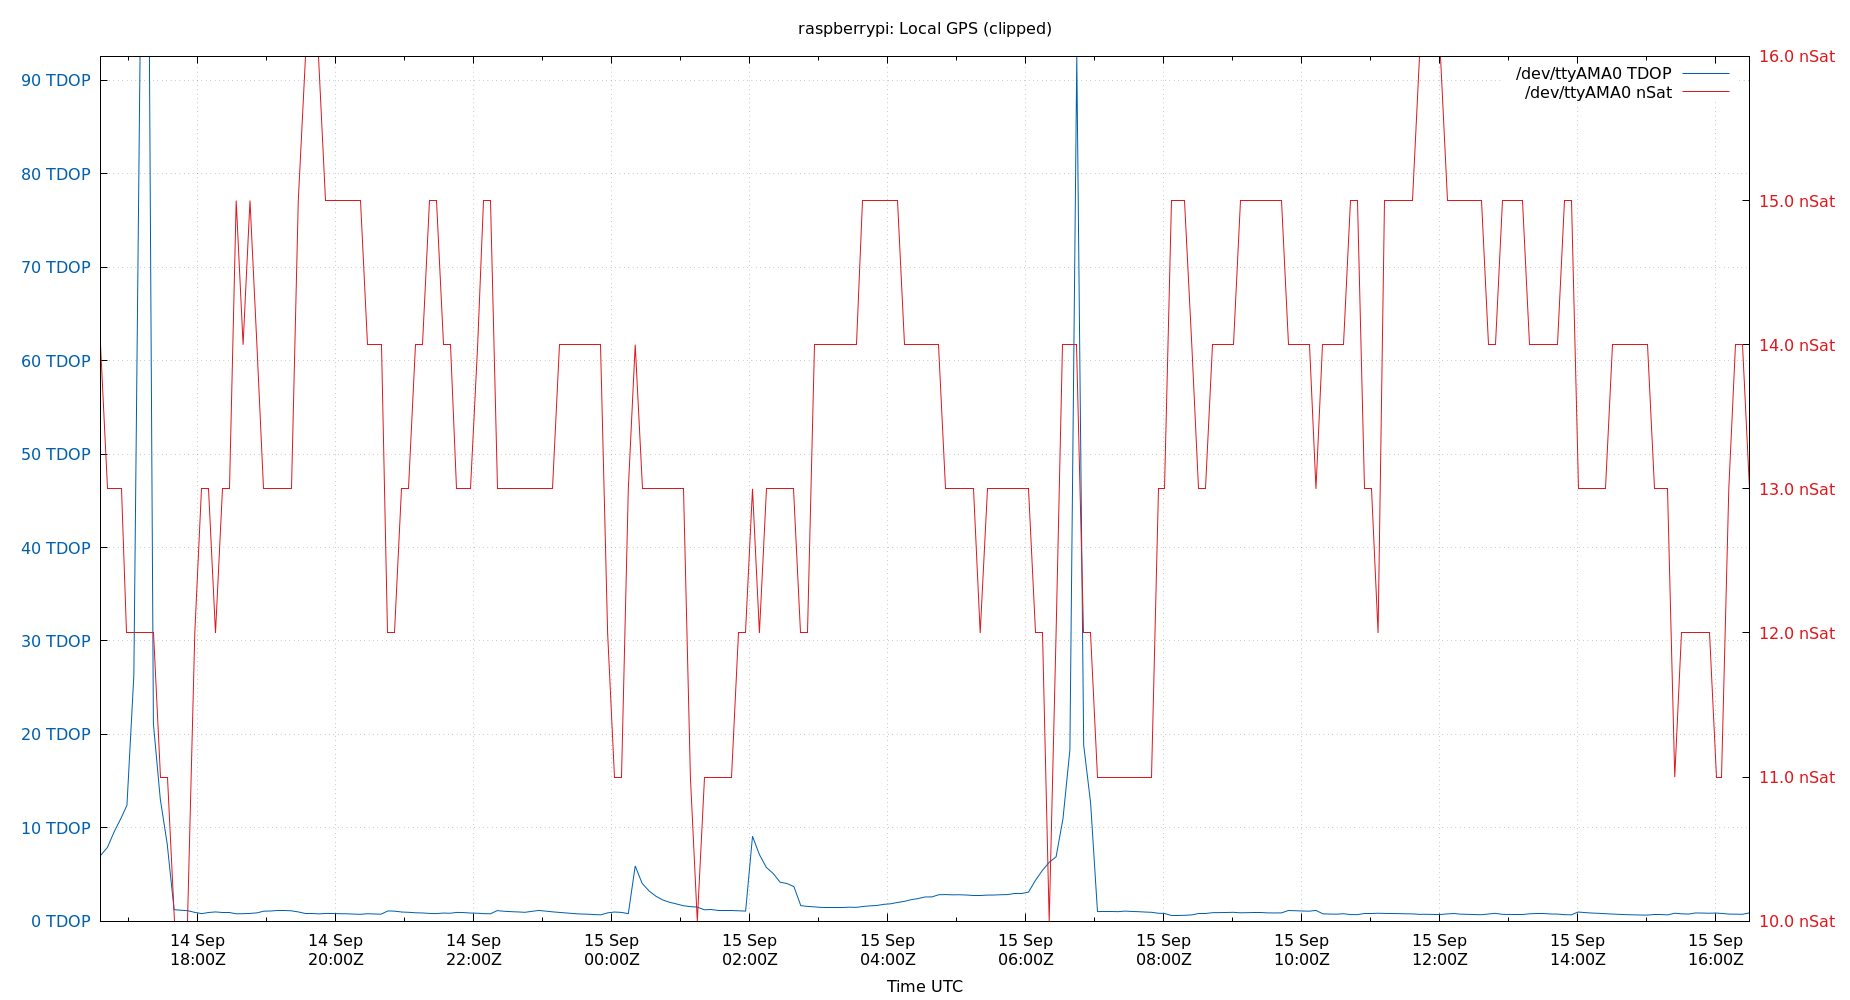 raspberrypi: Local GPS (clipped)
/dev/ttyAMA0 TDOP
/dev/ttyAMA0 nSat
90 TDOP
80 TDOP
70 TDOP
60 TDOP
50 TDOP
40 TDOP
30 TDOP
20 TDOP
10 TDOP
0 TDOP
16.0 nSat
15.0 nSat
14.0 nSat
13.0 nSat
12.0 nSat
11.0 nSat
10.0 nSat
14 Sep
18:00Z
14 Sep
20:00Z
14 Sep
22:00Z
15 Sep
00:00Z
15 Sep
02:00Z
15 Sep
04:00Z
15 Sep
06:00Z
15 Sep
08:00Z
15 Sep
10:00Z
15 Sep
12:00Z
15 Sep
14:00Z
15 Sep
16:00Z
Time UTC